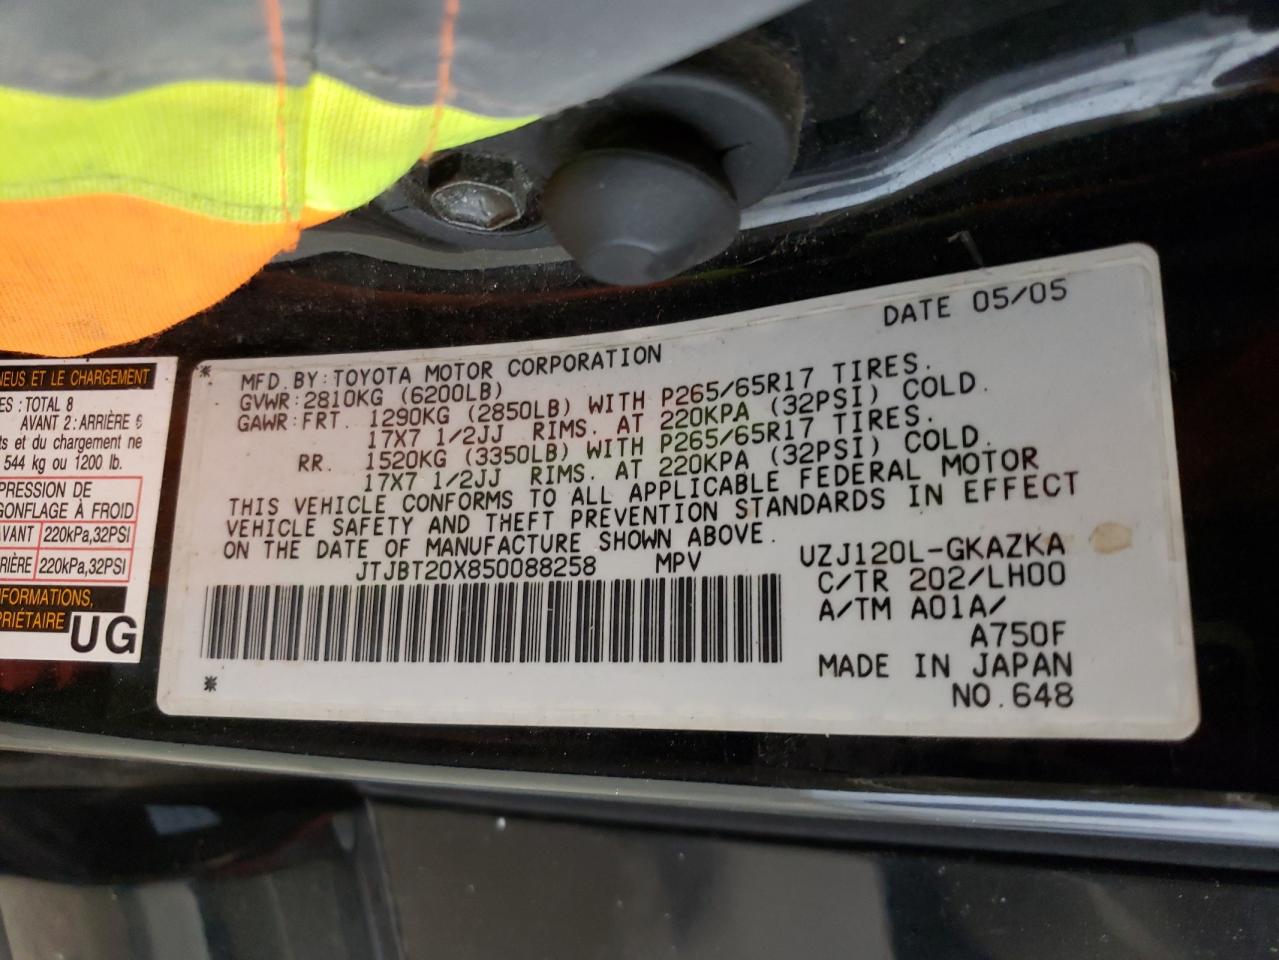 NEUS ET LE CHARGEMENT
ES : TOTAL 8
AVANT 2 : ARRIÈRE 6
ts et du chargement ne
544 kg ou 1200 lb.
PRESSION DE
GONFLAGE À FROID
AVANT 220kPa,32PSI
RIÈRE 220kPa,32PSI
NFORMATIONS,
PRIÉTAIRE
UG
DATE 05/05
* MFD. BY: TOYOTA MOTOR CORPORATION
GVWR: 2810KG (6200LB)
GAWR: FRT. 1290KG (2850LB) WITH P265/65R17 TIRES.
17X7 1/2JJ RIMS. AT 220KPA (32PSI) COLD.
RR. 1520KG (3350LB) WITH P265/65R17 TIRES.
17X7 1/2JJ RIMS. AT 220KPA (32PSI) COLD.
THIS VEHICLE CONFORMS TO ALL APPLICABLE FEDERAL MOTOR
VEHICLE SAFETY AND THEFT PREVENTION STANDARDS IN EFFECT
ON THE DATE OF MANUFACTURE SHOWN ABOVE.
JTJBT20X850088258 MPV
UZJ120L-GKAZKA
C/TR 202/LH00
A/TM A01A/
A750F
MADE IN JAPAN
* NO. 648